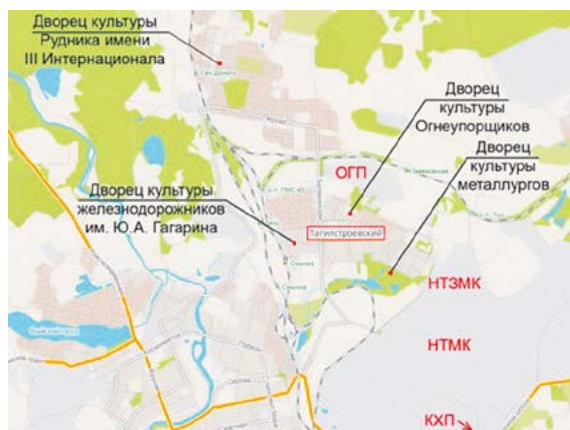 Дворец культуры
Рудника имени
III Интернационала
Дворец
культуры
Огнеупорщиков
Дворец
культуры
металлургов
ОГП
Дворец культуры
железнодорожников
им. Ю.А. Гагарина
Тагилстроевский
НТЗМК
НТМК
КХП